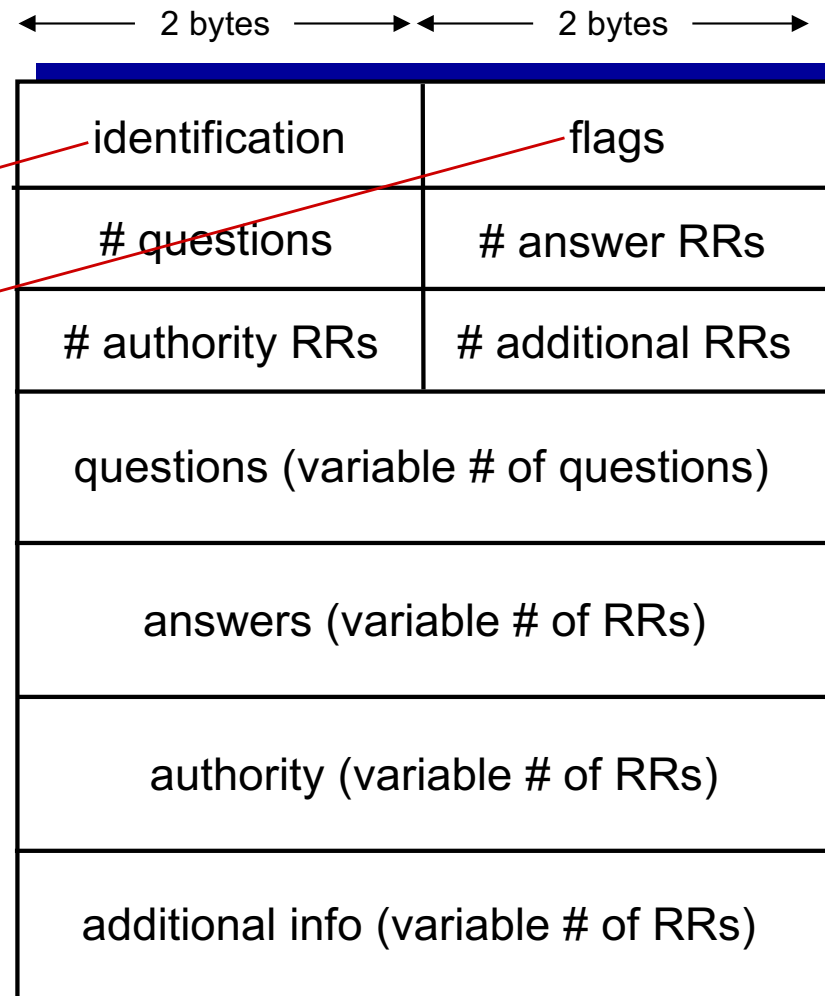 2 bytes 2 bytes
identification flags
# questions # answer RRs
# authority RRs # additional RRs
questions (variable # of questions)
answers (variable # of RRs)
authority (variable # of RRs)
additional info (variable # of RRs)